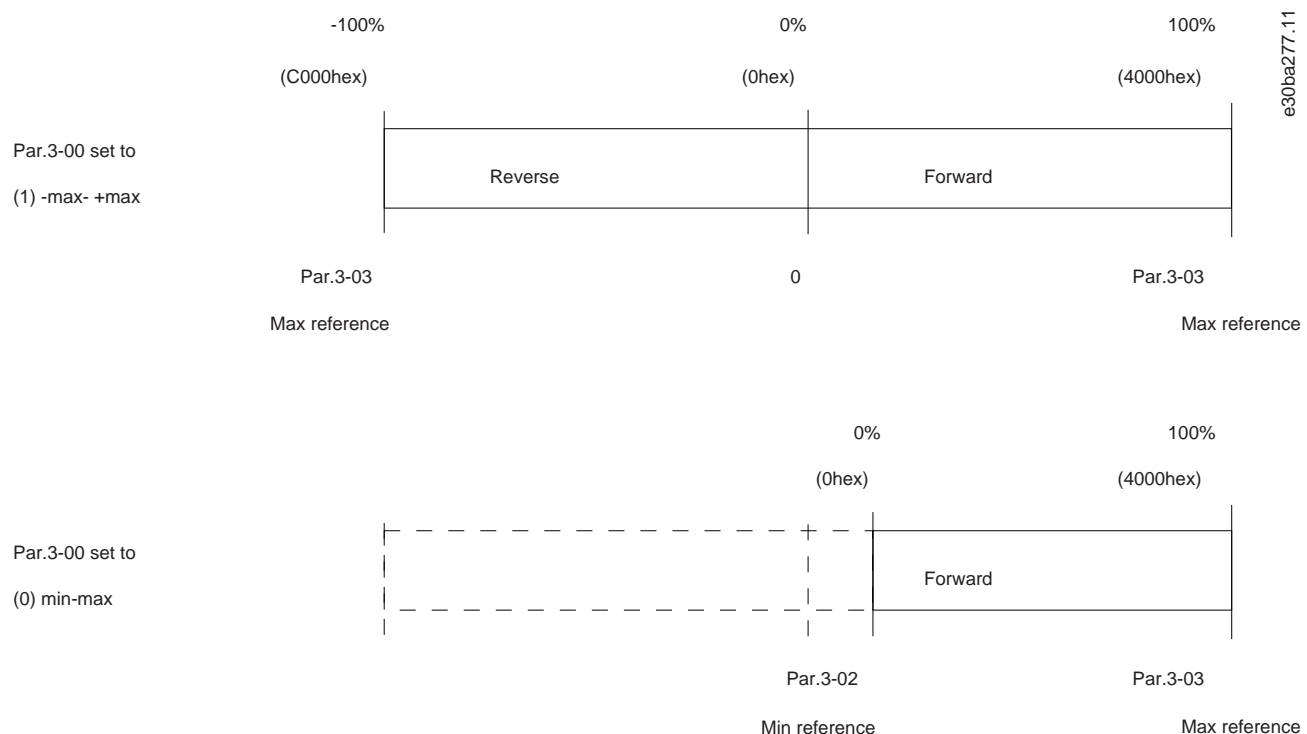 -100% 0% 100%
(C000hex) (0hex) (4000hex)
e30ba277.11
Par.3-00 set to
(1) -max- +max
Reverse Forward
Par.3-03 0 Par.3-03
Max reference Max reference
0% 100%
(0hex) (4000hex)
Par.3-00 set to
(0) min-max
Forward
Par.3-02 Par.3-03
Min reference Max reference